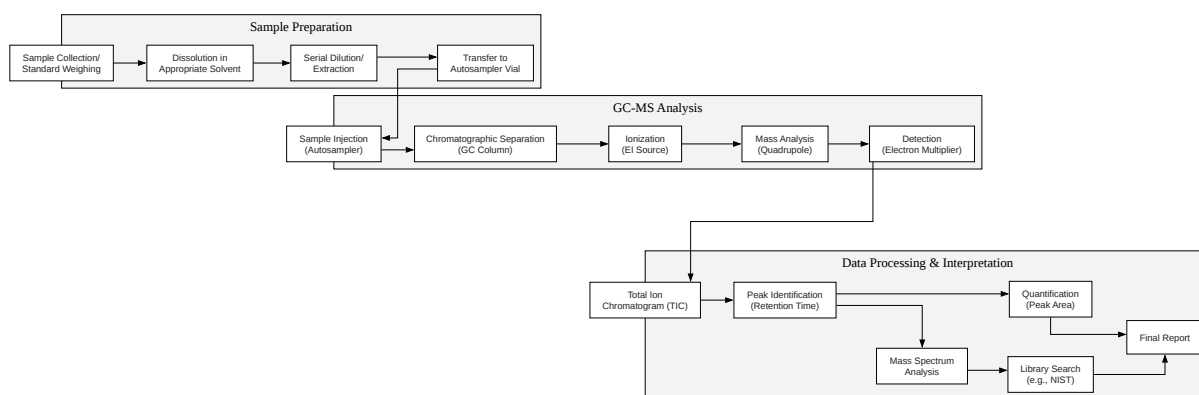 Sample Preparation
Sample Collection/
Standard Weighing
Dissolution in
Appropriate Solvent
Serial Dilution/
Extraction
Transfer to
Autosampler Vial
GC-MS Analysis
Sample Injection
(Autosampler)
Chromatographic Separation
(GC Column)
Ionization
(EI Source)
Mass Analysis
(Quadrupole)
Detection
(Electron Multiplier)
Data Processing & Interpretation
Total Ion
Chromatogram (TIC)
Peak Identification
(Retention Time)
Quantification
(Peak Area)
Final Report
Mass Spectrum
Analysis
Library Search
(e.g., NIST)